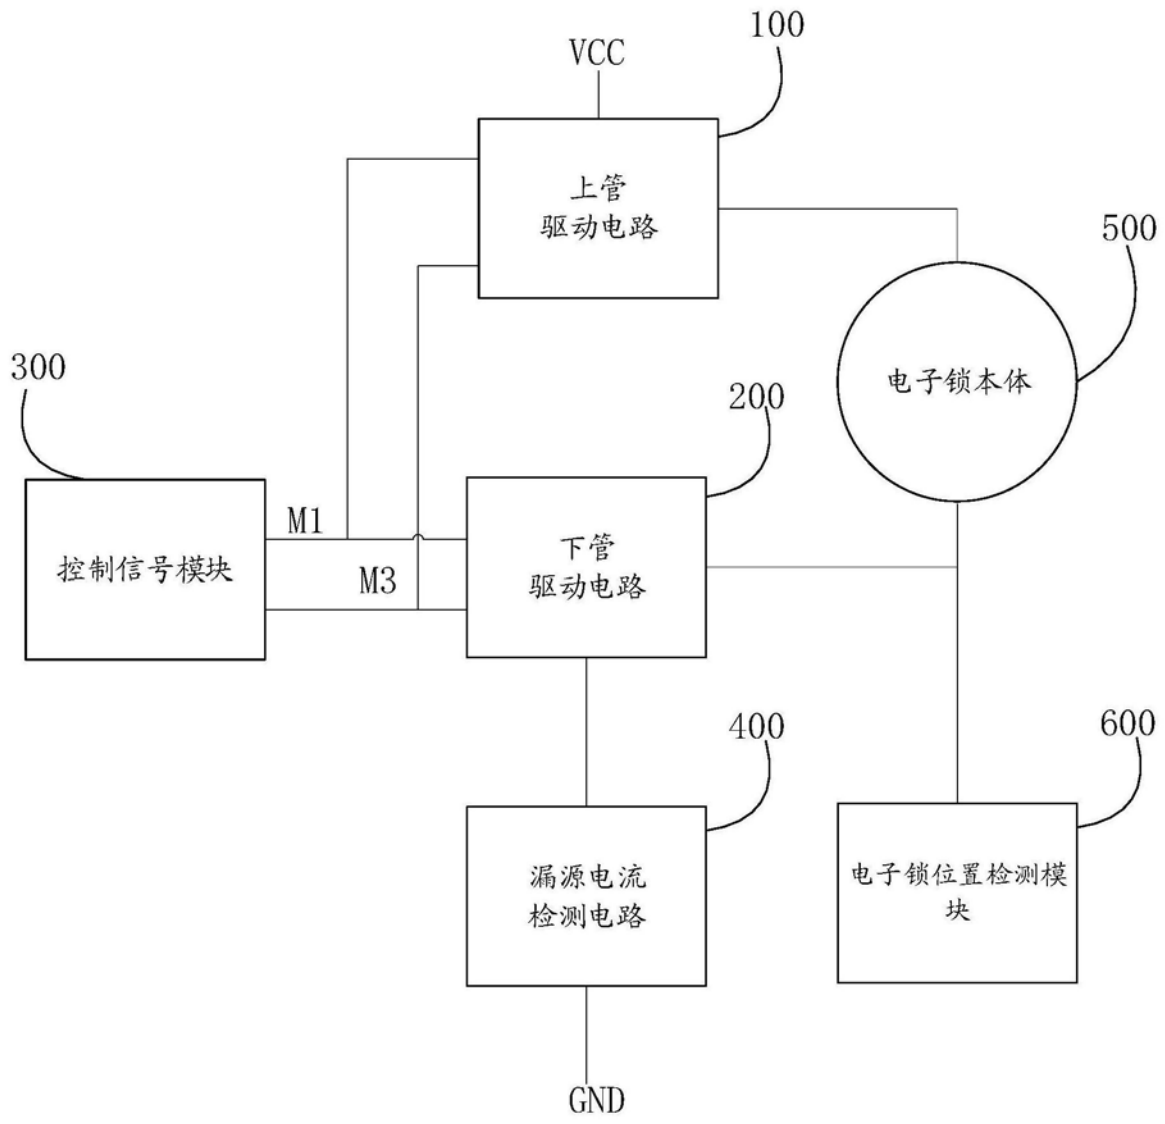 100
VCC
上管
驱动电路
500
300
电子锁本体
200
M1
下管
驱动电路
控制信号模块
M3
400
600
漏源电流
检测电路
电子锁位置检测模
块
GND